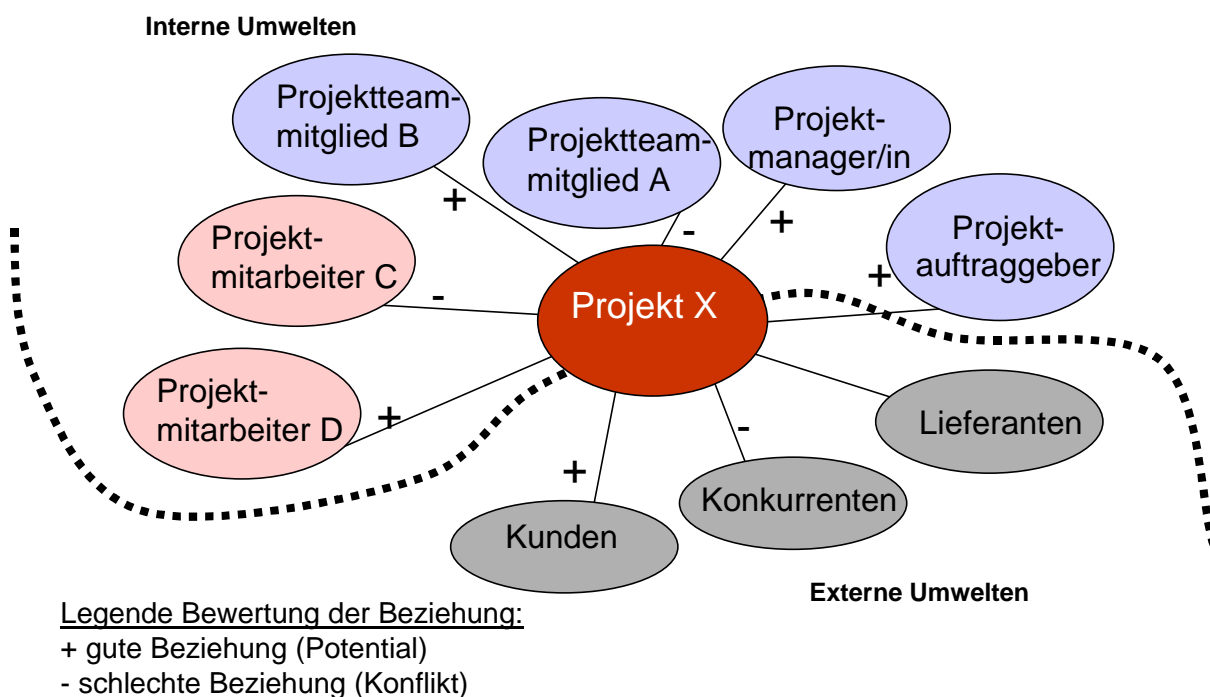 Interne Umwelten
Projektteam-
mitglied B
Projektteam-
mitglied A
Projekt-
manager/in
Projekt-
auftraggeber
Projekt-
mitarbeiter C
Projekt-
mitarbeiter D
Projekt X
+
-
+
+
-
+
+
-
Lieferanten
Konkurrenten
Kunden
Externe Umwelten
Legende Bewertung der Beziehung:
+ gute Beziehung (Potential)
- schlechte Beziehung (Konflikt)